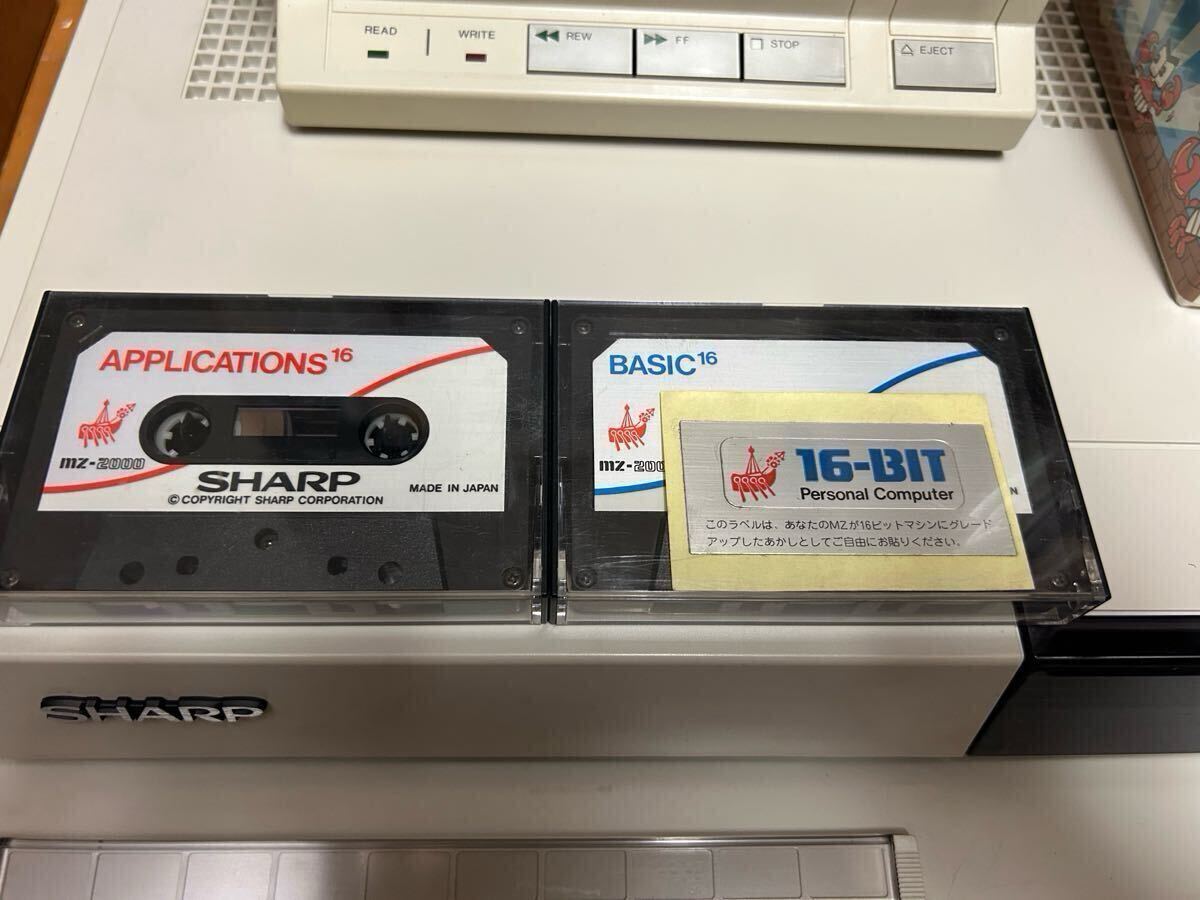 READ
WRITE
REW
FF
STOP
EJECT
APPLICATIONS16
mz-2000
SHARP
©COPYRIGHT SHARP CORPORATION
MADE IN JAPAN
BASIC16
mz-200
16-BIT
Personal Computer
このラベルは、あなたのMZが16ビットマシンにグレード
アップしたあかしとしてご自由にお貼りください。
N
SHARP